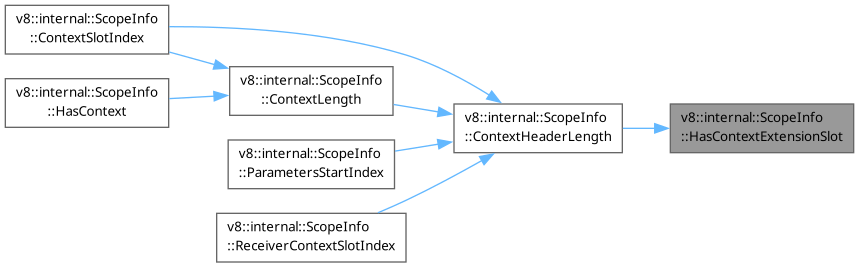 v8::internal::ScopeInfo
::ContextSlotIndex
v8::internal::ScopeInfo
::HasContext
v8::internal::ScopeInfo
::ContextLength
v8::internal::ScopeInfo
::ParametersStartIndex
v8::internal::ScopeInfo
::ReceiverContextSlotIndex
v8::internal::ScopeInfo
::ContextHeaderLength
v8::internal::ScopeInfo
::HasContextExtensionSlot